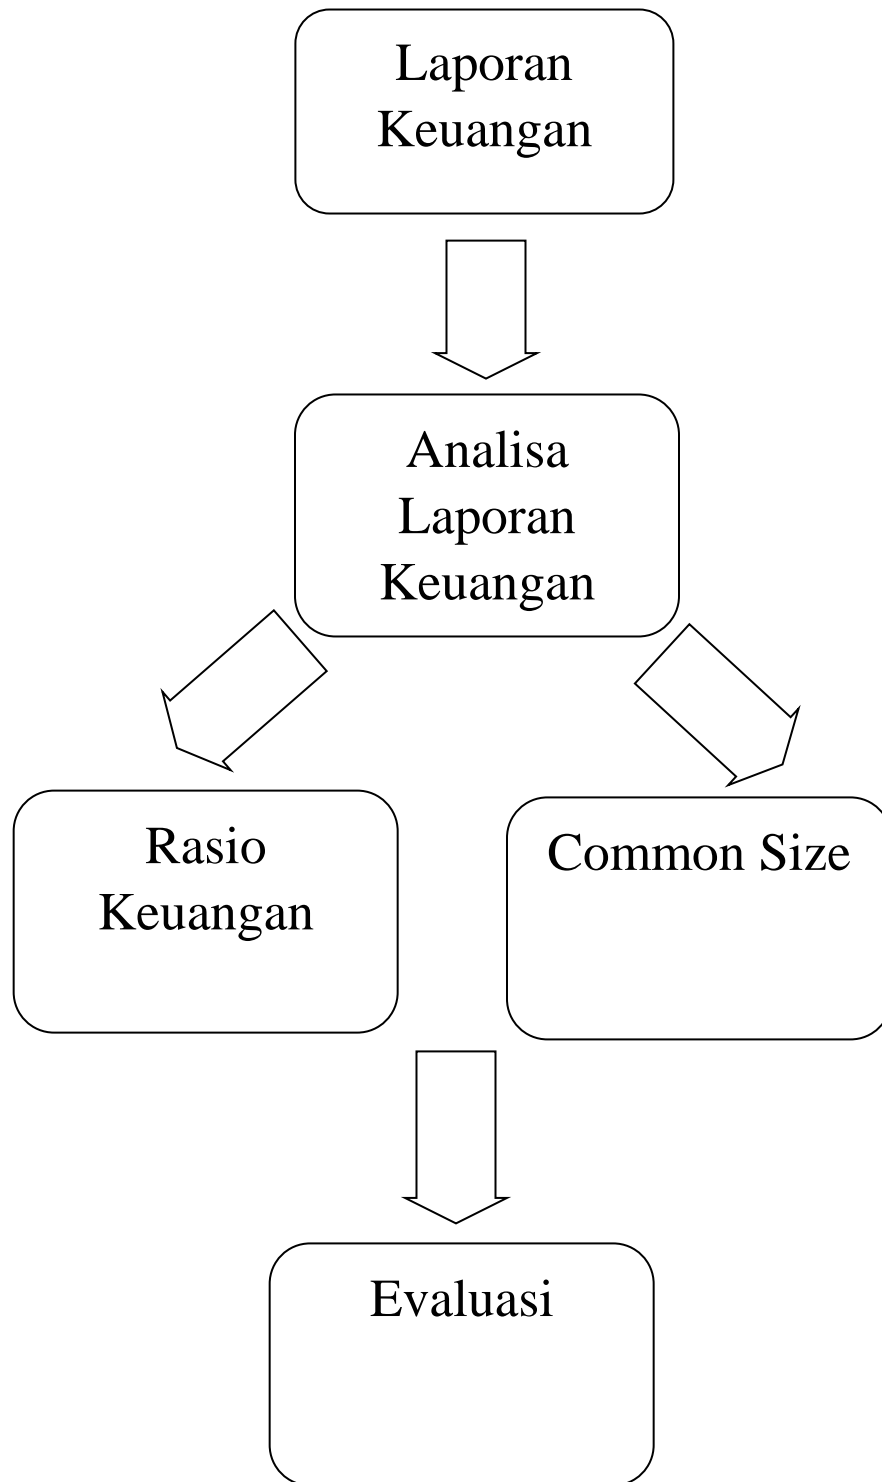 Laporan
Keuangan
Analisa
Laporan
Keuangan
Rasio
Keuangan
Common Size
Evaluasi